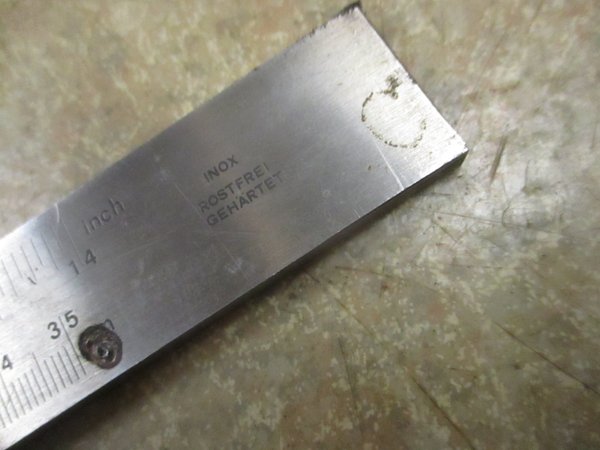 INOX
ROSTFREI
GEHÄRTET
inch
14
35
4